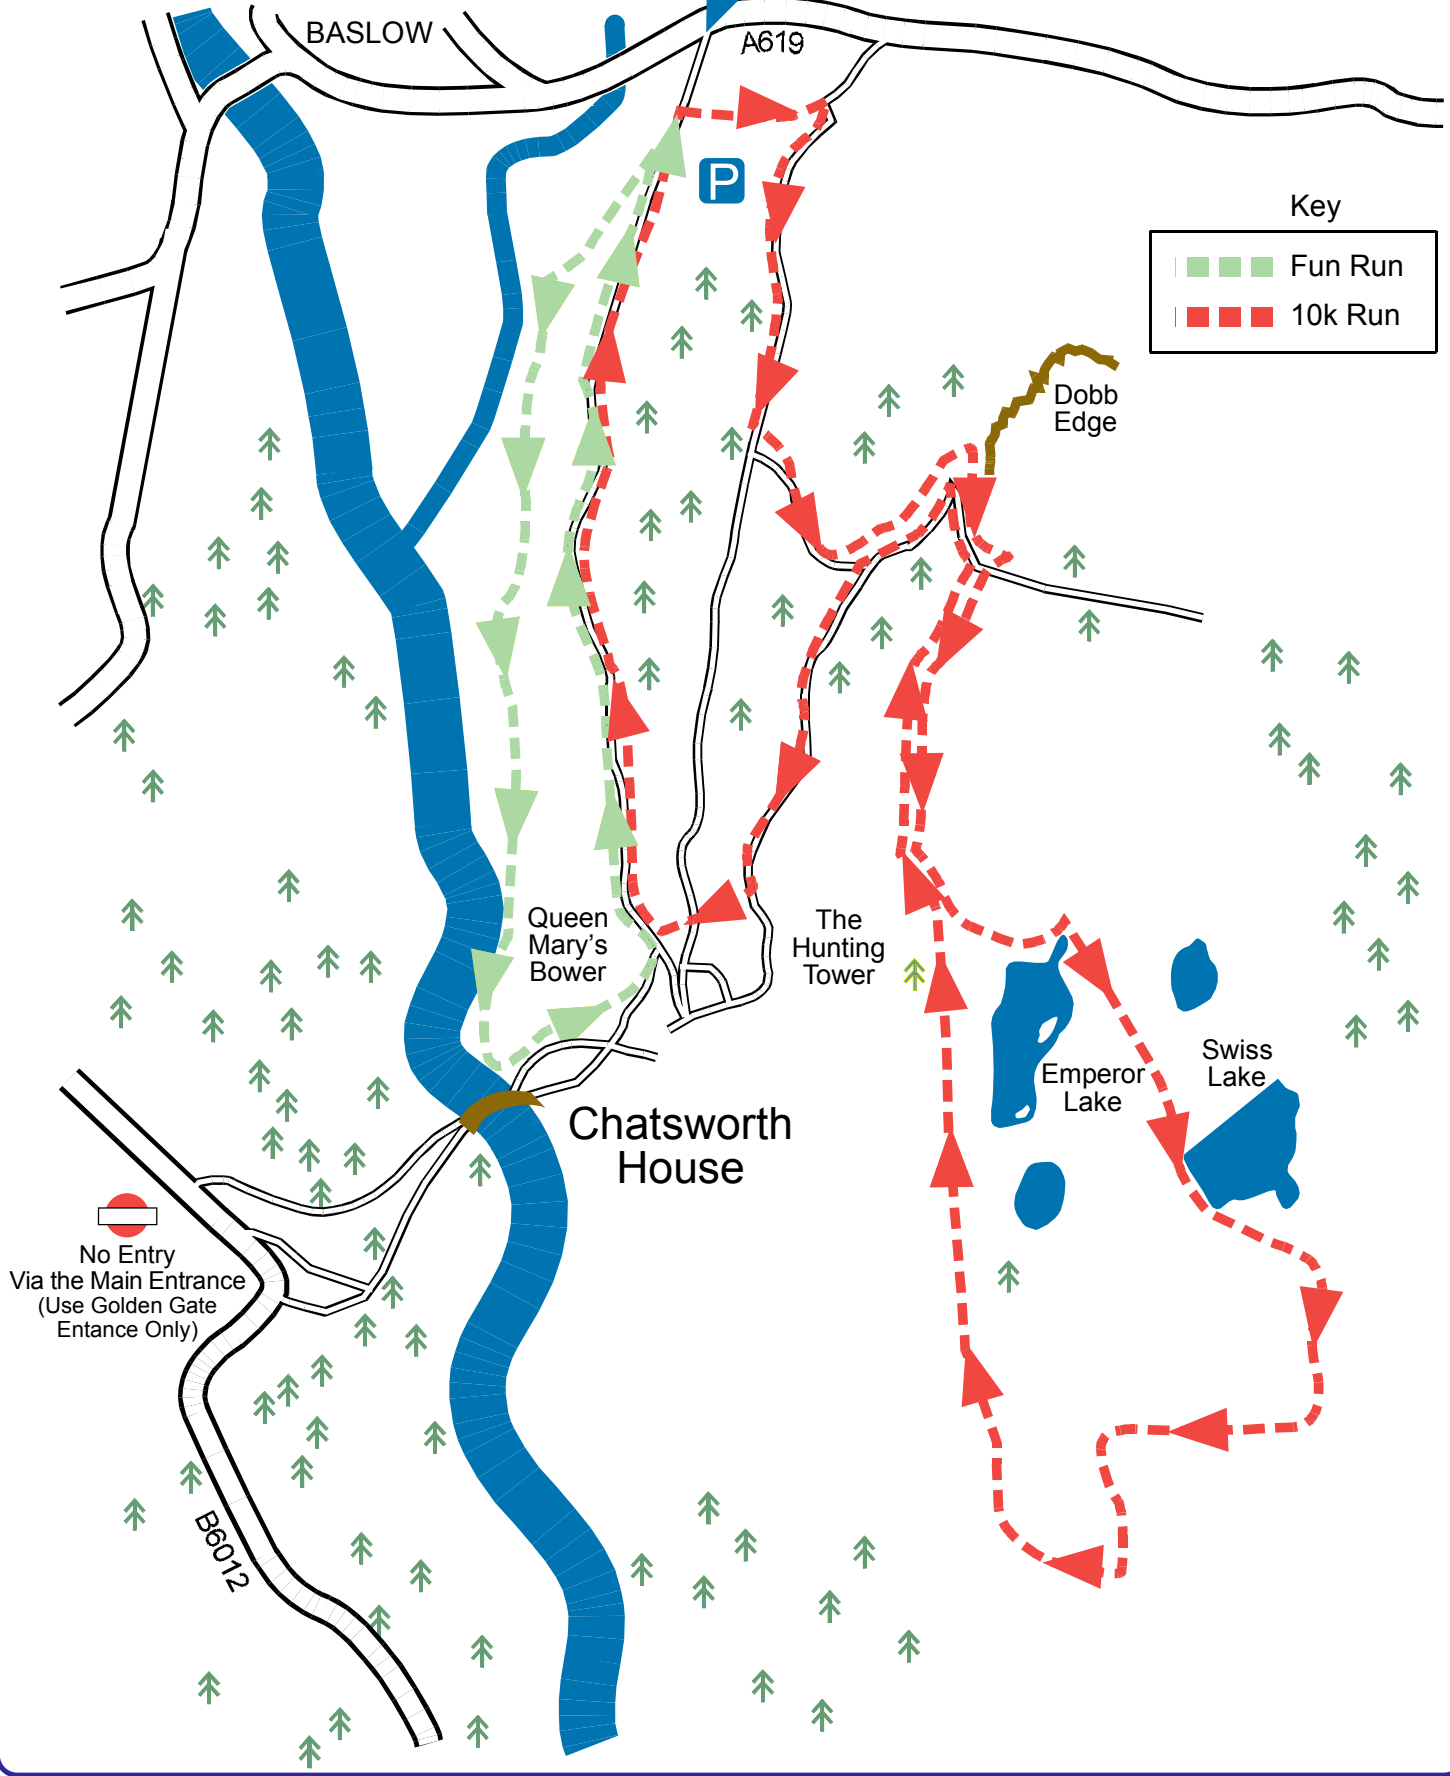 BASLOW
A619
P
Key
Fun Run
10k Run
Dobb
Edge
Queen
Mary's
Bower
The
Hunting
Tower
Swiss
Lake
Emperor
Lake
Chatsworth
House
No Entry
Via the Main Entrance
(Use Golden Gate
Entance Only)
B6012